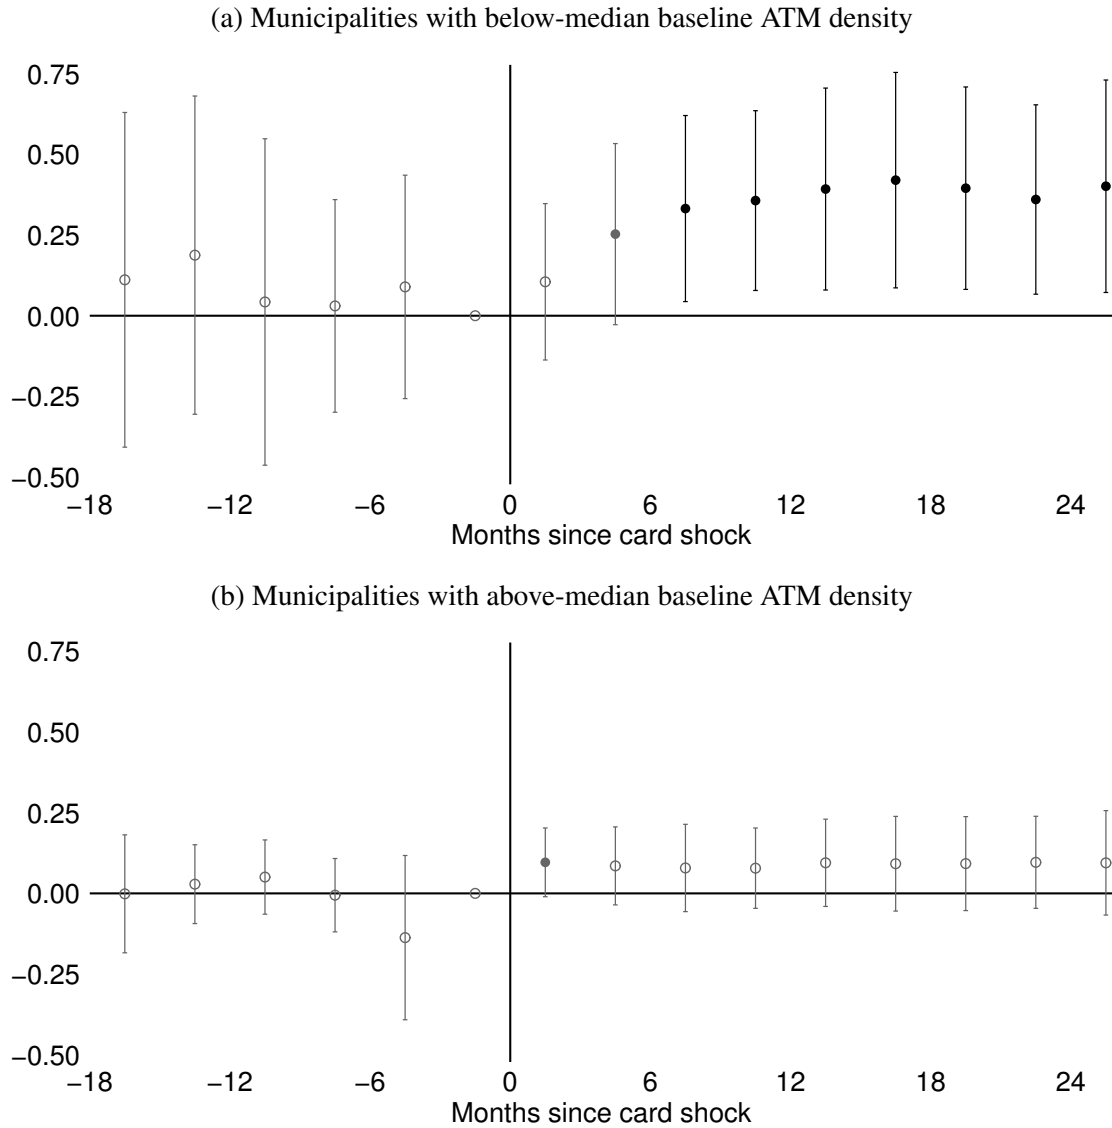 (a) Municipalities with below-median baseline ATM density
0.75
0.50
0.25
0.00
−0.25
−0.50
−18 −12 −6 0 6 12 18 24
Months since card shock
(b) Municipalities with above-median baseline ATM density
0.75
0.50
0.25
0.00
−0.25
−0.50
−18 −12 −6 0 6 12 18 24
Months since card shock